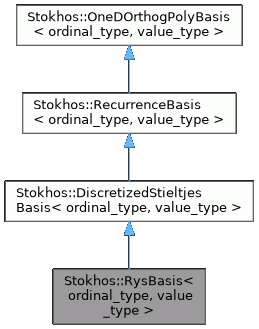 Stokhos::OneDOrthogPolyBasis
< ordinal_type, value_type >
Stokhos::RecurrenceBasis
< ordinal_type, value_type >
Stokhos::DiscretizedStieltjes
Basis< ordinal_type, value_type >
Stokhos::RysBasis<
ordinal_type, value
_type >